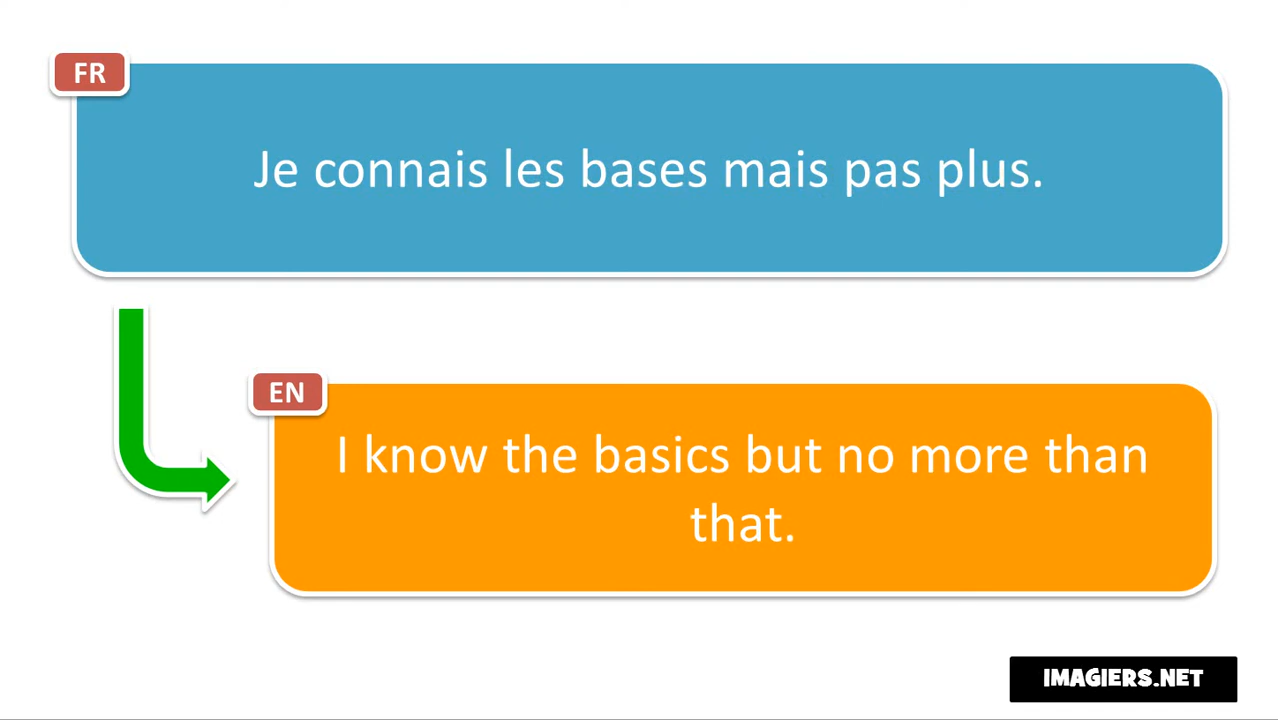 FR
Je connais les bases mais pas plus.
EN
I know the basics but no more than
that.
IMAGIERS.NET